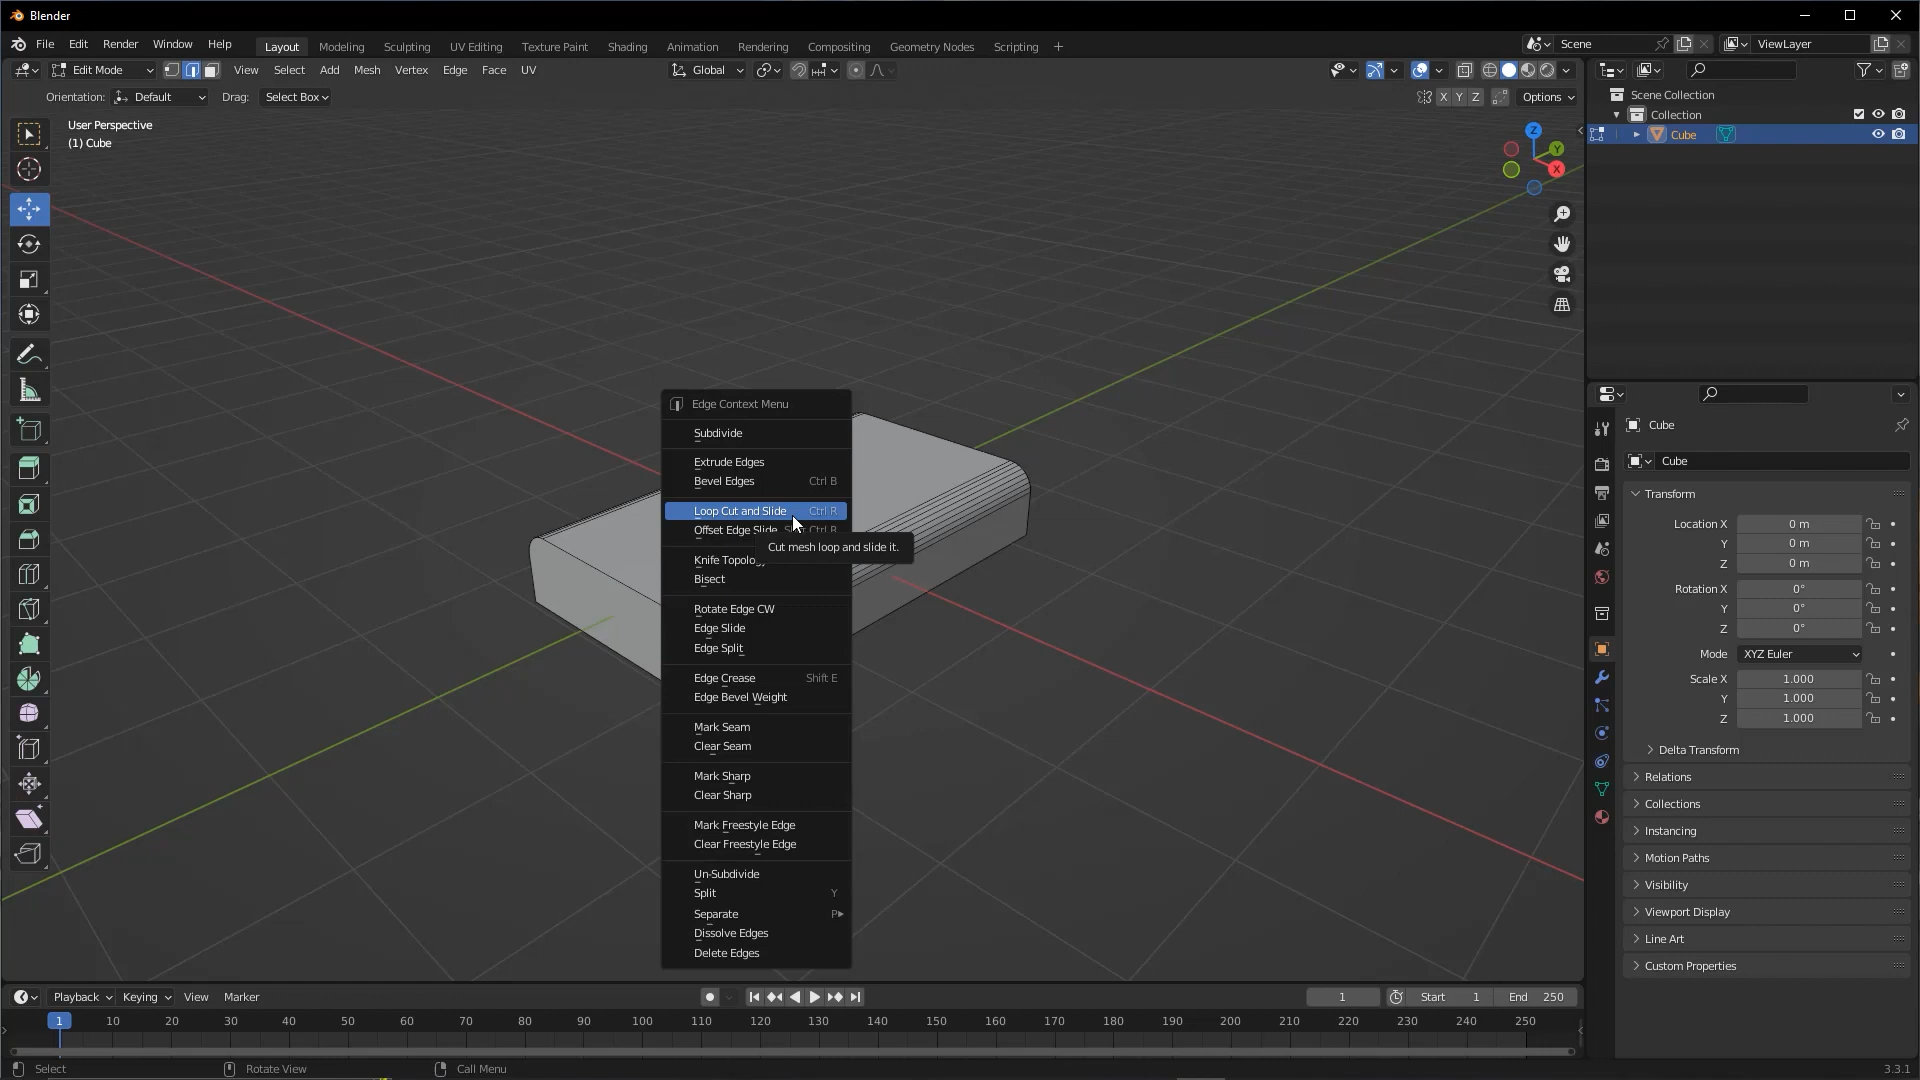 Blender
File Edit Render Window Help Layout Modeling Sculpting UV Editing Texture Paint Shading Animation Rendering Compositing Geometry Nodes Scripting + Scene ViewLayer
Edit Mode View Select Add Mesh Vertex Edge Face UV Global
Orientation: Default Drag: Select Box X Y Z Options
Scene Collection
Collection
Cube
User Perspective
(1) Cube
Z
Y
X
Edge Context Menu
Subdivide
Extrude Edges
Bevel Edges Ctrl B
Loop Cut and Slide Ctrl R
Offset Edge Slide
Cut mesh loop and slide it.
Knife
Bisect
Rotate Edge CW
Edge Slide
Edge Split
Edge Crease Shift E
Edge Bevel Weight
Mark Seam
Clear Seam
Mark Sharp
Clear Sharp
Mark Freestyle Edge
Clear Freestyle Edge
Un-Subdivide
Split Y
Separate P
Dissolve Edges
Delete Edges
Cube
Cube
Transform
Location X 0 m
Y 0 m
Z 0 m
Rotation X 0°
Y 0°
Z 0°
Mode XYZ Euler
Scale X 1.000
Y 1.000
Z 1.000
Delta Transform
Relations
Collections
Instancing
Motion Paths
Visibility
Viewport Display
Line Art
Custom Properties
Playback Keying View Marker 1 Start 1 End 250
1 10 20 30 40 50 60 70 80 90 100 110 120 130 140 150 160 170 180 190 200 210 220 230 240 250
Select Rotate View Call Menu 3.3.1